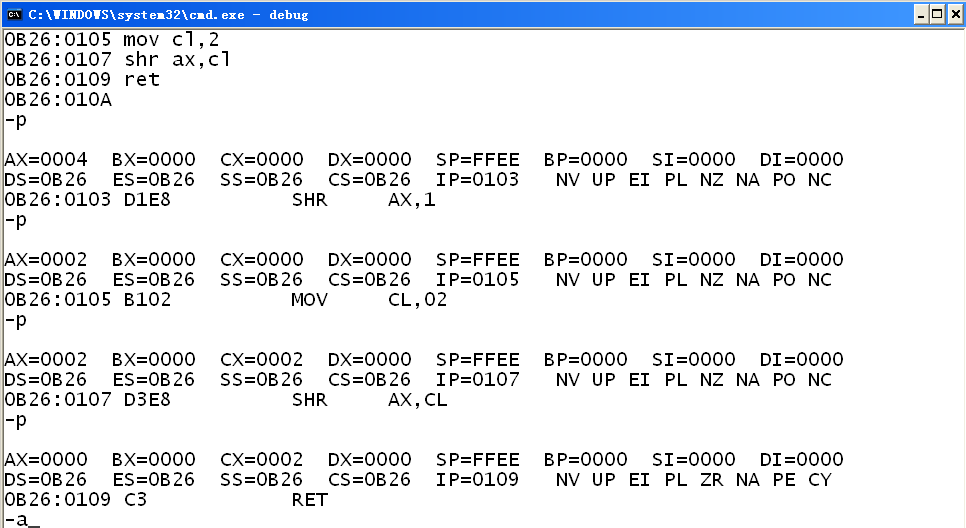 C:\WINDOWS\system32\cmd.exe - debug
0B26:0105 mov cl,2
0B26:0107 shr ax,cl
0B26:0109 ret
0B26:010A
-p
AX=0004  BX=0000  CX=0000  DX=0000  SP=FFEE  BP=0000  SI=0000  DI=0000
DS=0B26  ES=0B26  SS=0B26  CS=0B26  IP=0103   NV UP EI PL NZ NA PO NC
0B26:0103 D1E8          SHR     AX,1
-p
AX=0002  BX=0000  CX=0000  DX=0000  SP=FFEE  BP=0000  SI=0000  DI=0000
DS=0B26  ES=0B26  SS=0B26  CS=0B26  IP=0105   NV UP EI PL NZ NA PO NC
0B26:0105 B102          MOV     CL,02
-p
AX=0002  BX=0000  CX=0002  DX=0000  SP=FFEE  BP=0000  SI=0000  DI=0000
DS=0B26  ES=0B26  SS=0B26  CS=0B26  IP=0107   NV UP EI PL NZ NA PO NC
0B26:0107 D3E8          SHR     AX,CL
-p
AX=0000  BX=0000  CX=0002  DX=0000  SP=FFEE  BP=0000  SI=0000  DI=0000
DS=0B26  ES=0B26  SS=0B26  CS=0B26  IP=0109   NV UP EI PL ZR NA PE CY
0B26:0109 C3            RET
-a_